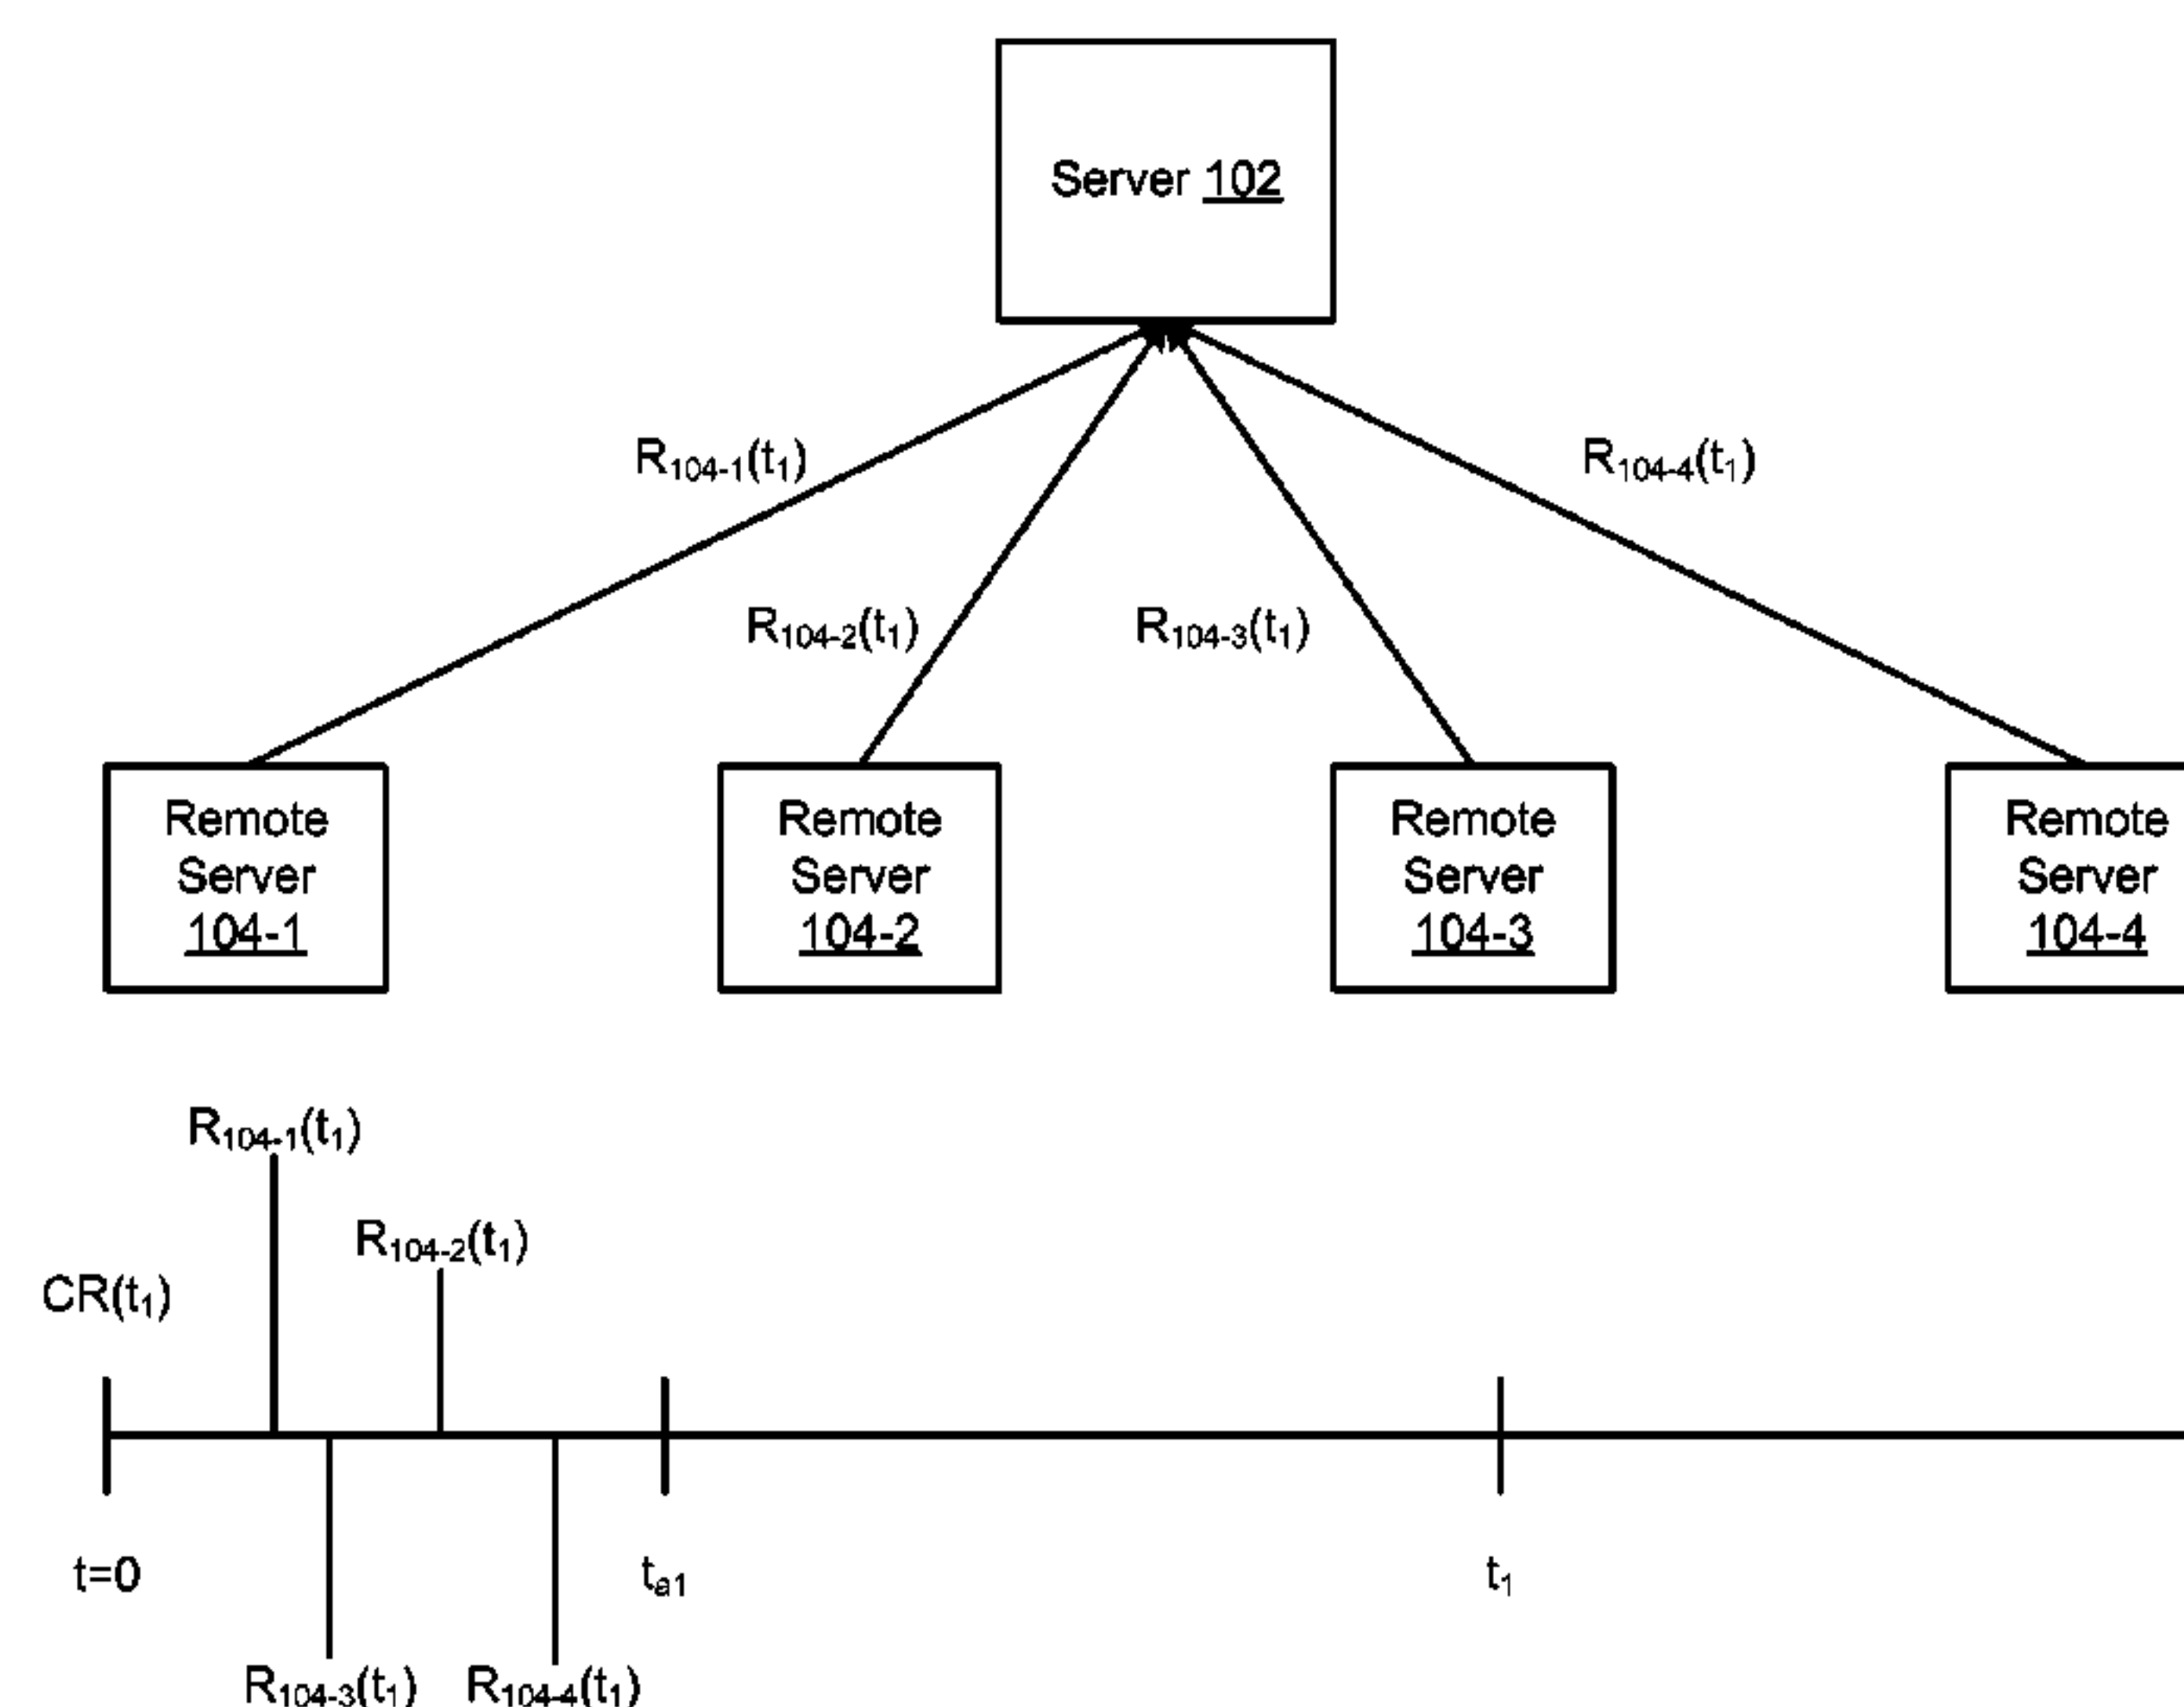 Server 102
R104-1(t1)
R104-4(t1)
R104-2(t1)
R104-3(t1)
Remote
Server
104-1
Remote
Server
104-2
Remote
Server
104-3
Remote
Server
104-4
R104-1(t1)
R104-2(t1)
CR(t1)
t=0
ta1
t1
R104-3(t1)
R104-4(t1)